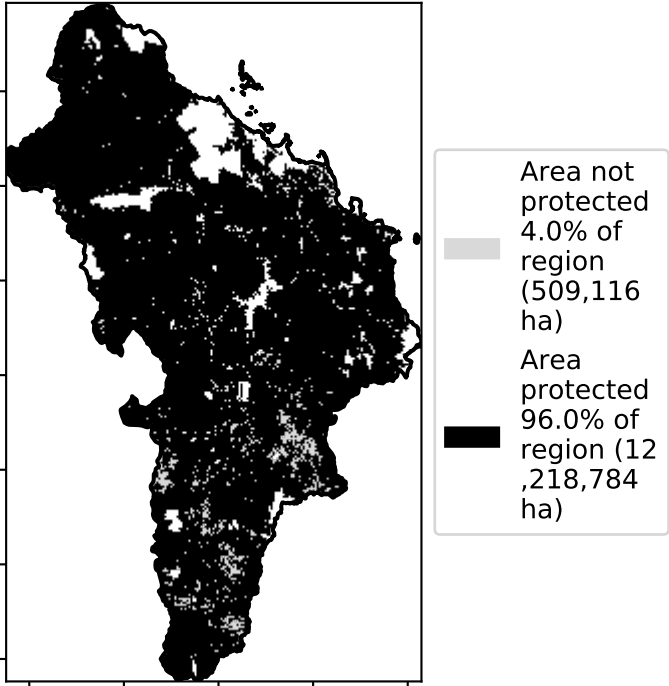 Area not
protected
4.0% of
region
(509,116
ha)
Area
protected
96.0% of
region (12
,218,784
ha)